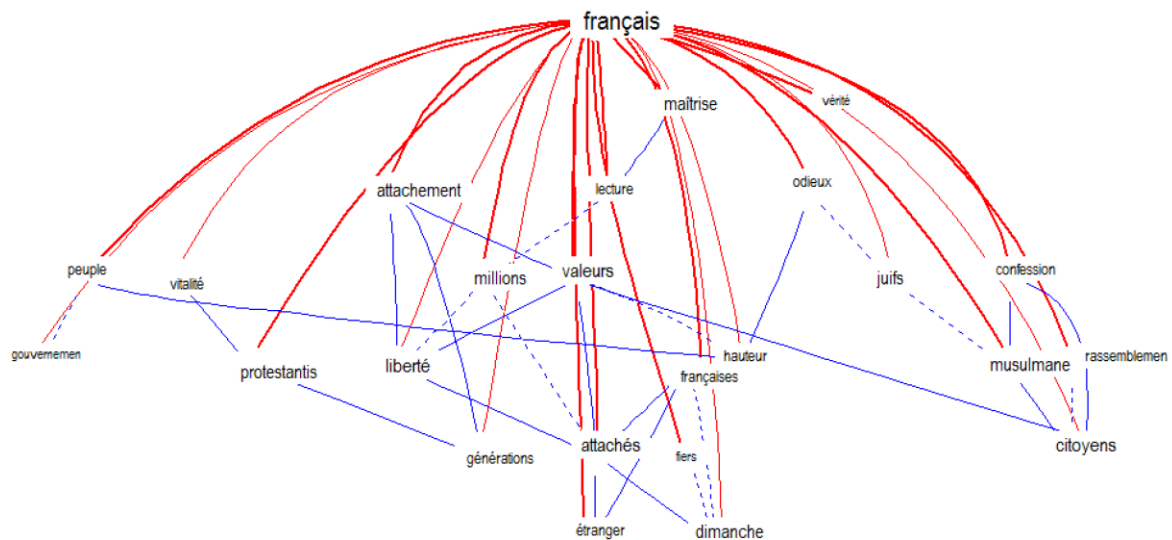 français
maîtrise
vérité
attachement
lecture
odieux
peuple
vitalité
millions
valeurs
juifs
confession
gouvernemen
protestantis
liberté
hauteur
françaises
musulmane
rassemblemen
générations
attachés
fiers
citoyens
étranger
dimanche